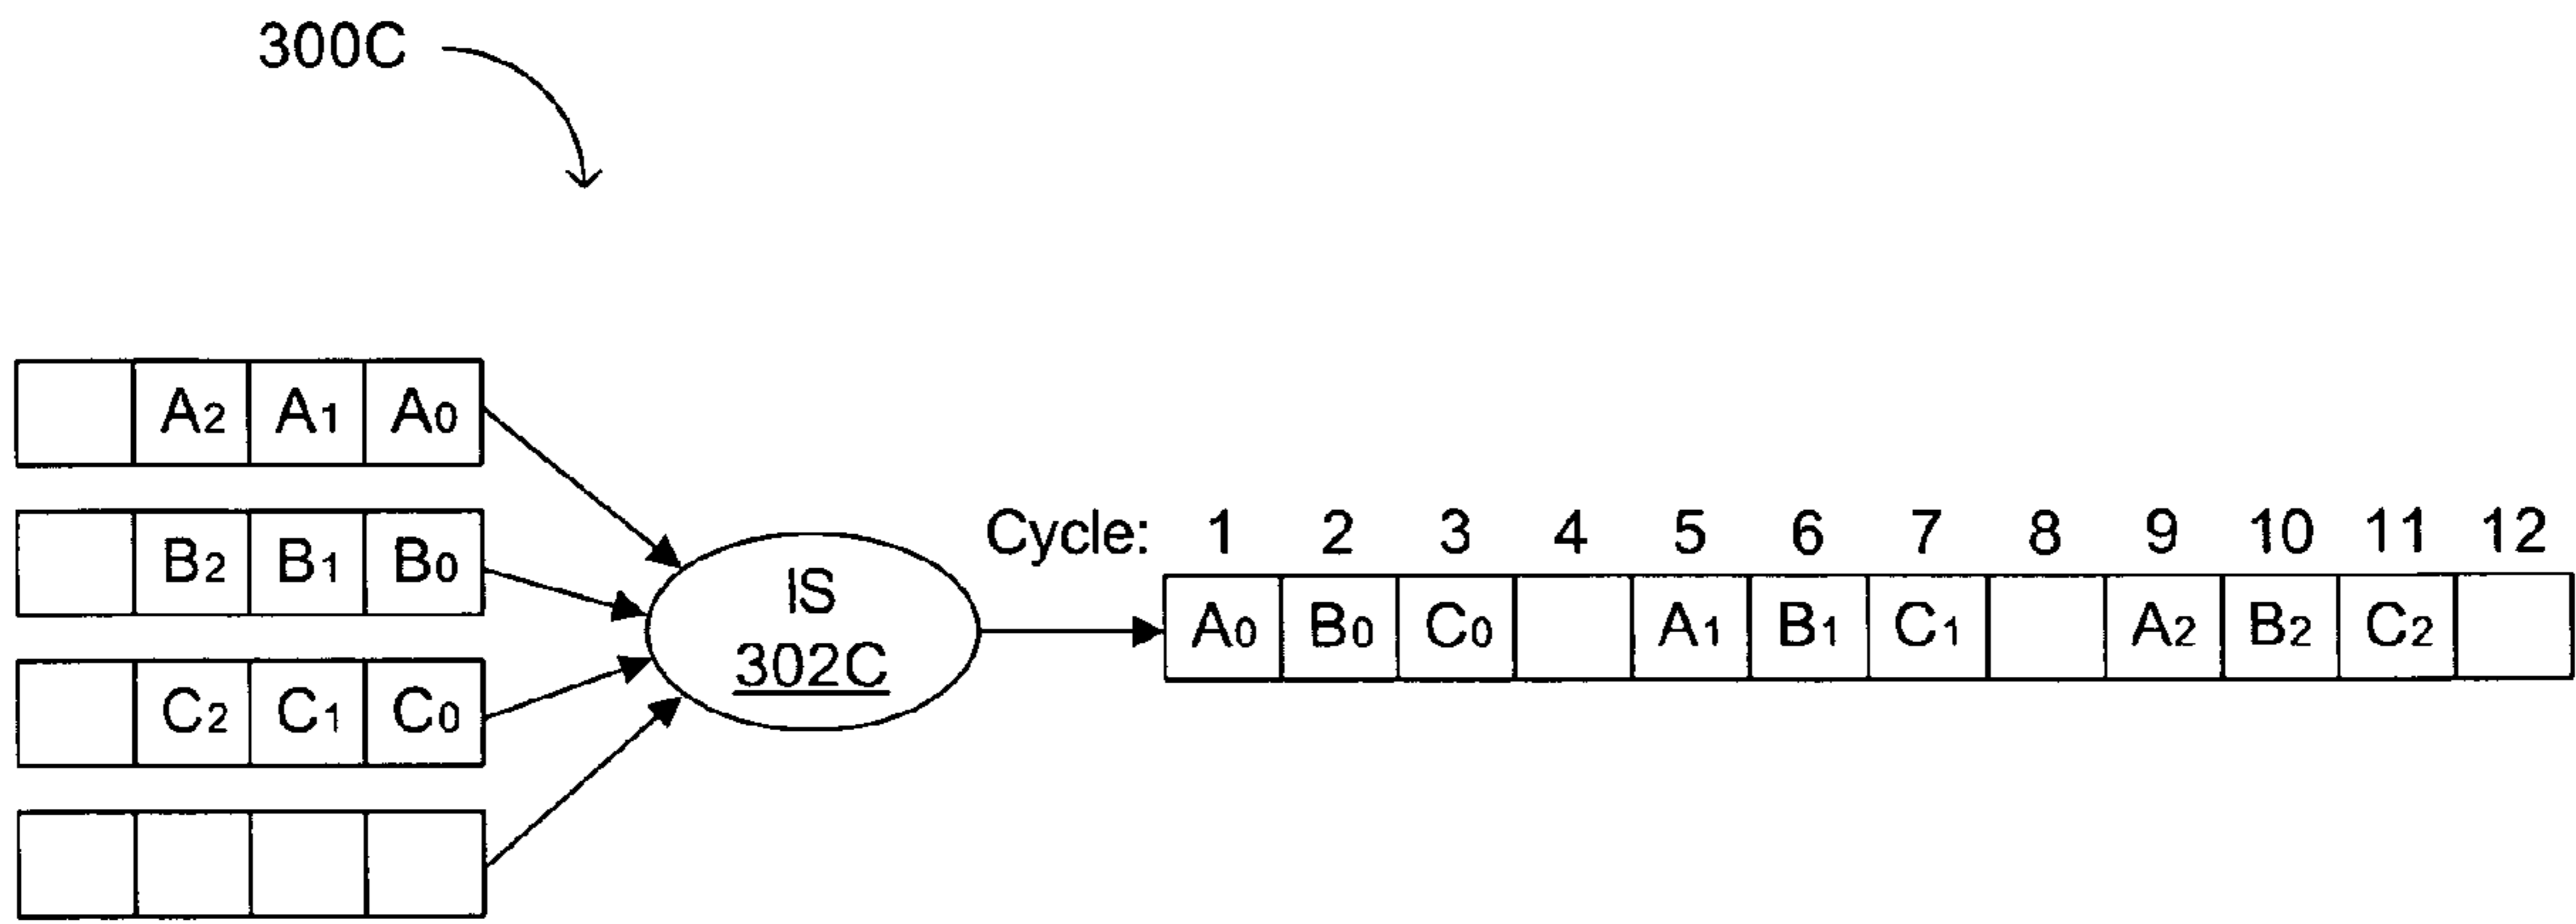 300C
A2 A1 A0
B2 B1 B0
C2 C1 C0
IS
302C
Cycle: 1 2 3 4 5 6 7 8 9 10 11 12
A0 B0 C0 A1 B1 C1 A2 B2 C2